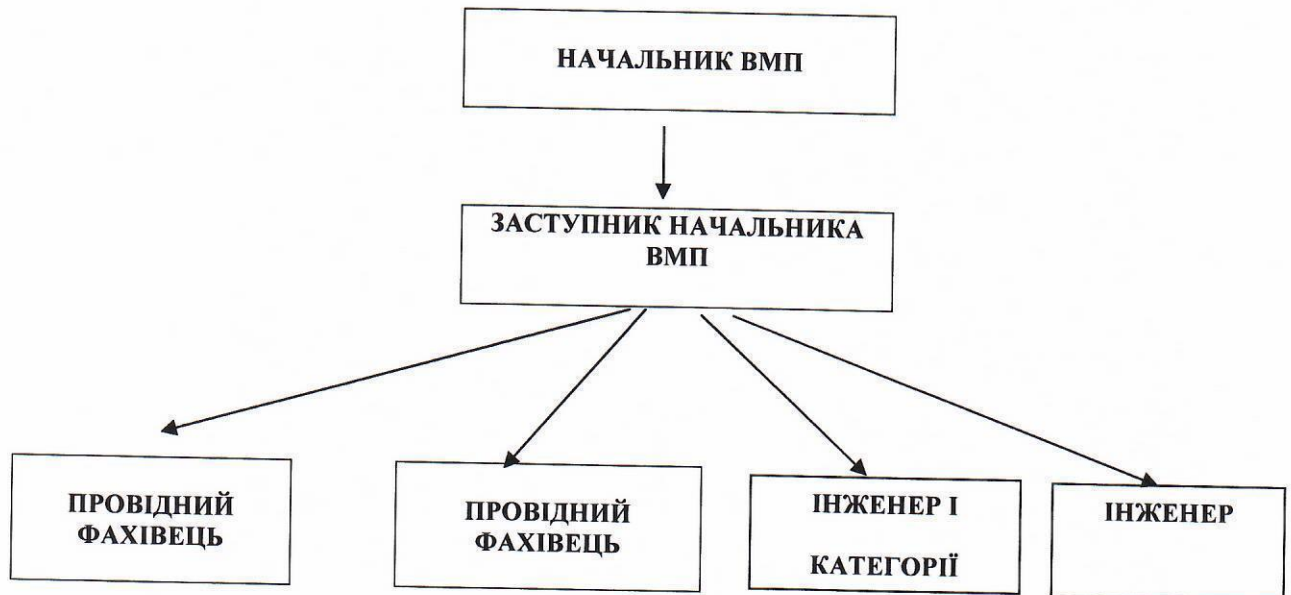 НАЧАЛЬНИК ВМП
ЗАСТУПНИК НАЧАЛЬНИКА
ВМП
ПРОВІДНИЙ
ФАХІВЕЦЬ
ПРОВІДНИЙ
ФАХІВЕЦЬ
ІНЖЕНЕР І
КАТЕГОРІЇ
ІНЖЕНЕР